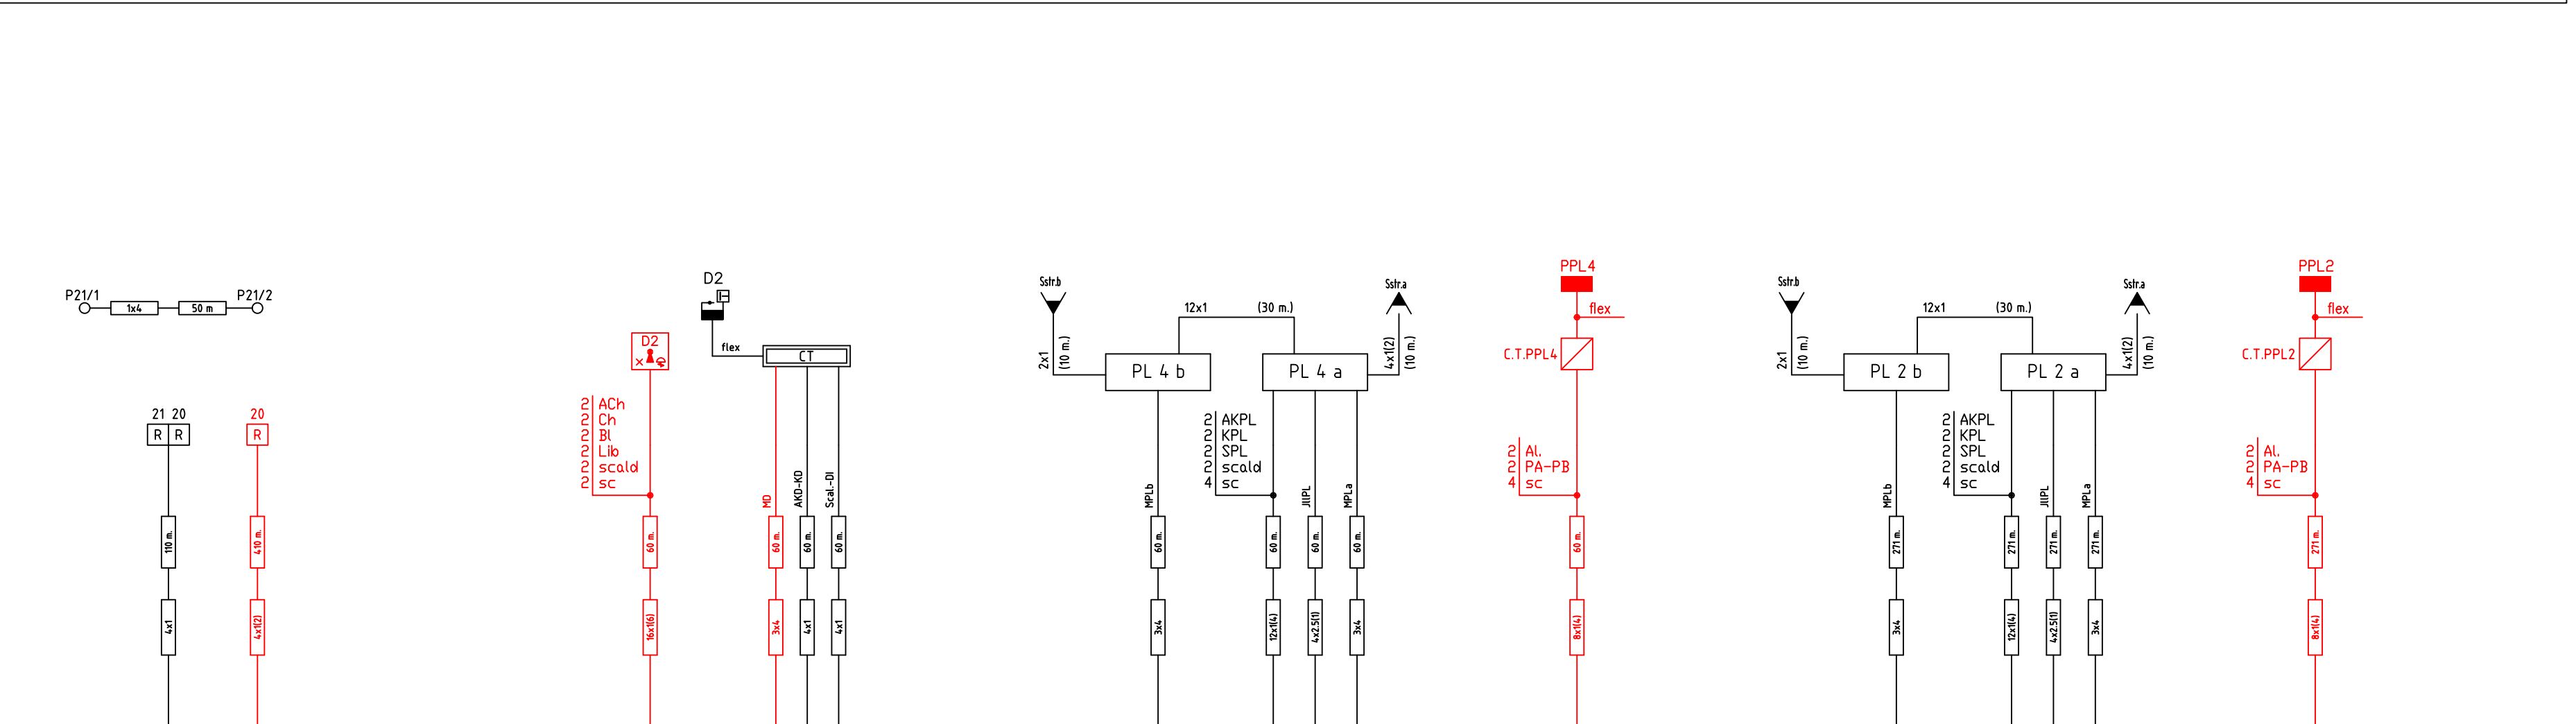 P21/1
1x4
50 m
P21/2
21 20
R R
110 m.
4x1
20
R
410 m.
4x1(2)
D2
2 ACh
2 Ch
2 Bl
2 Lib
2 scald
2 sc
60 m.
16x1(6)
D2
flex
CT
MD
AKD-KD
Scal.-DI
60 m.
60 m.
60 m.
3x4
4x1
4x1
Sstr.b
2x1
(10 m.)
12x1 (30 m.)
PL 4 b
PL 4 a
Sstr.a
4x1(2)
(10 m.)
2 AKPL
2 KPL
2 SPL
2 scald
4 sc
MPLb
JIIPL
MPLa
60 m.
60 m.
60 m.
60 m.
3x4
12x1(4)
4x2.5(1)
3x4
PPL4
flex
C.T.PPL4
2 Al.
2 PA-PB
4 sc
60 m.
8x1(4)
Sstr.b
2x1
(10 m.)
12x1 (30 m.)
PL 2 b
PL 2 a
Sstr.a
4x1(2)
(10 m.)
2 AKPL
2 KPL
2 SPL
2 scald
4 sc
MPLb
JIIPL
MPLa
271 m.
271 m.
271 m.
271 m.
3x4
12x1(4)
4x2.5(1)
3x4
PPL2
flex
C.T.PPL2
2 Al.
2 PA-PB
4 sc
271 m.
8x1(4)